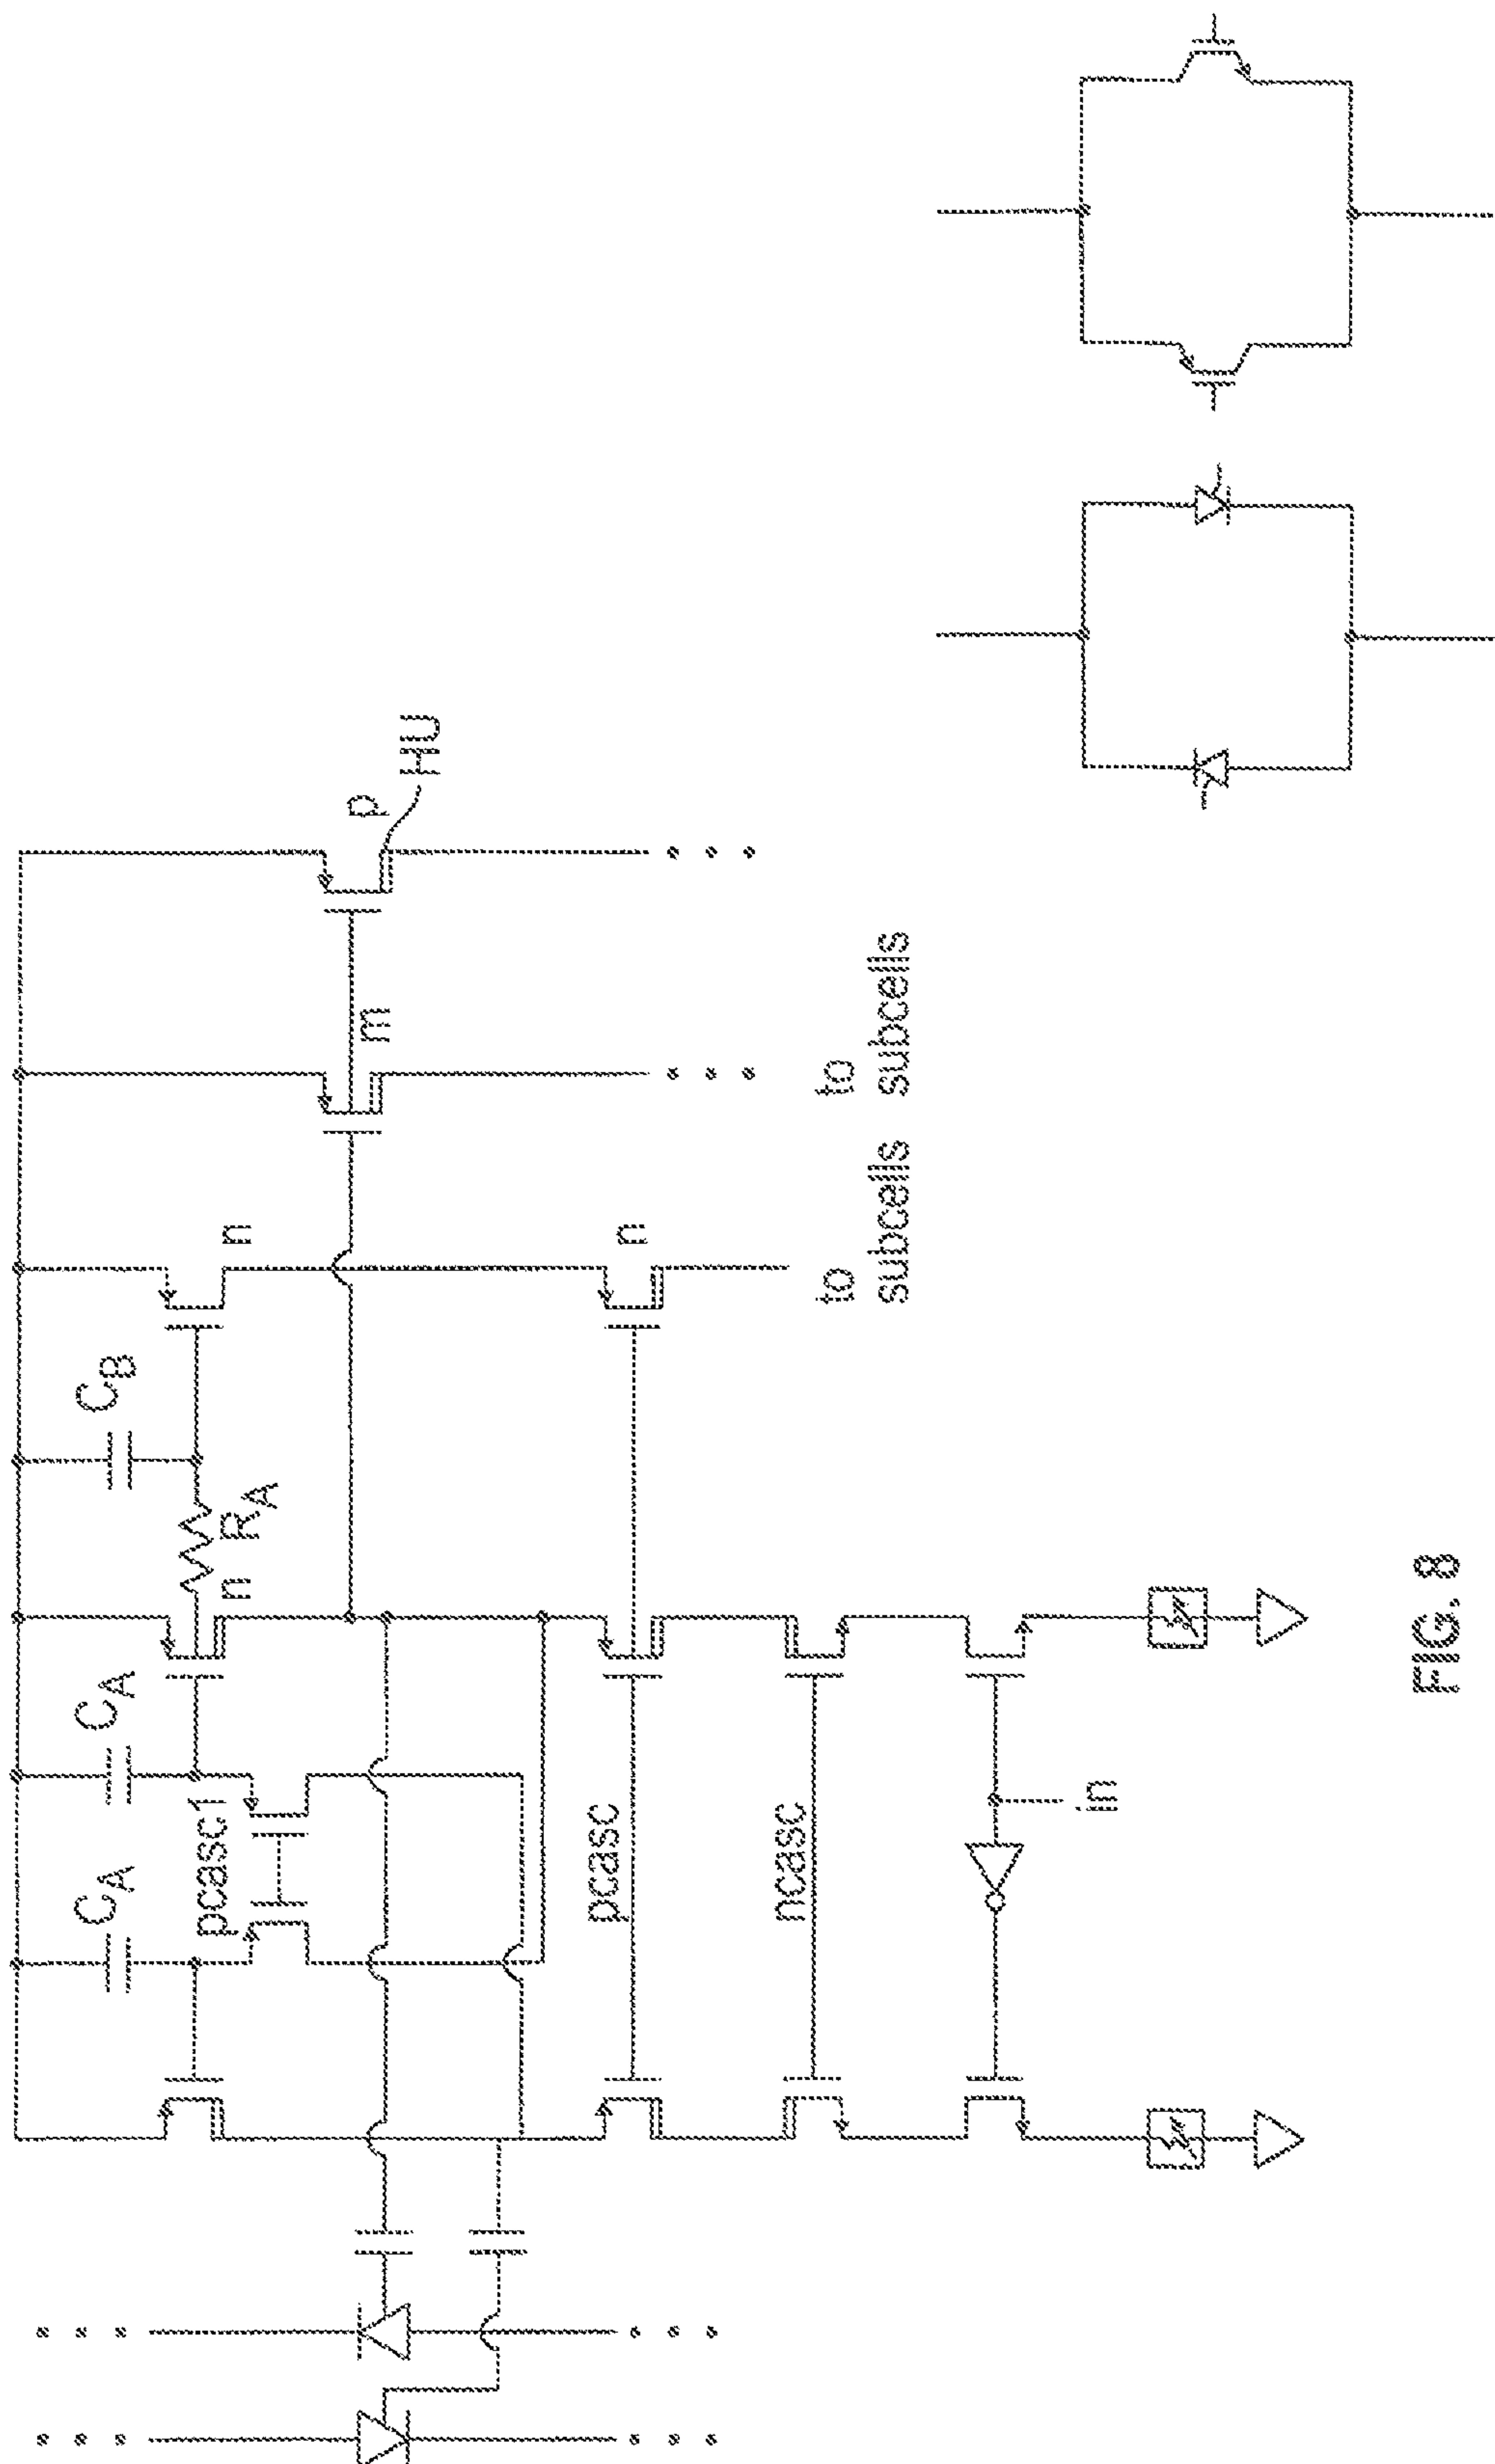 C_A
C_A
C_B
pcasc1
n
R_A
n
m
p
HU
pcasc
n
ncasc
in
to
subcells
to
subcells
FIG. 8